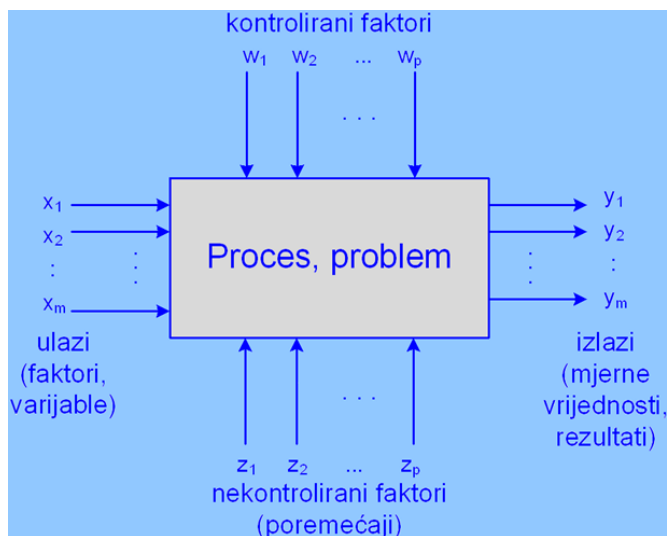 kontrolirani faktori
w1 w2 ... wp
. . .
x1
x2
:
xm
Proces, problem
y1
y2
:
ym
ulazi
(faktori,
varijable)
izlazi
(mjerne
vrijednosti,
rezultati)
. . .
z1 z2 ... zp
nekontrolirani faktori
(poremećaji)